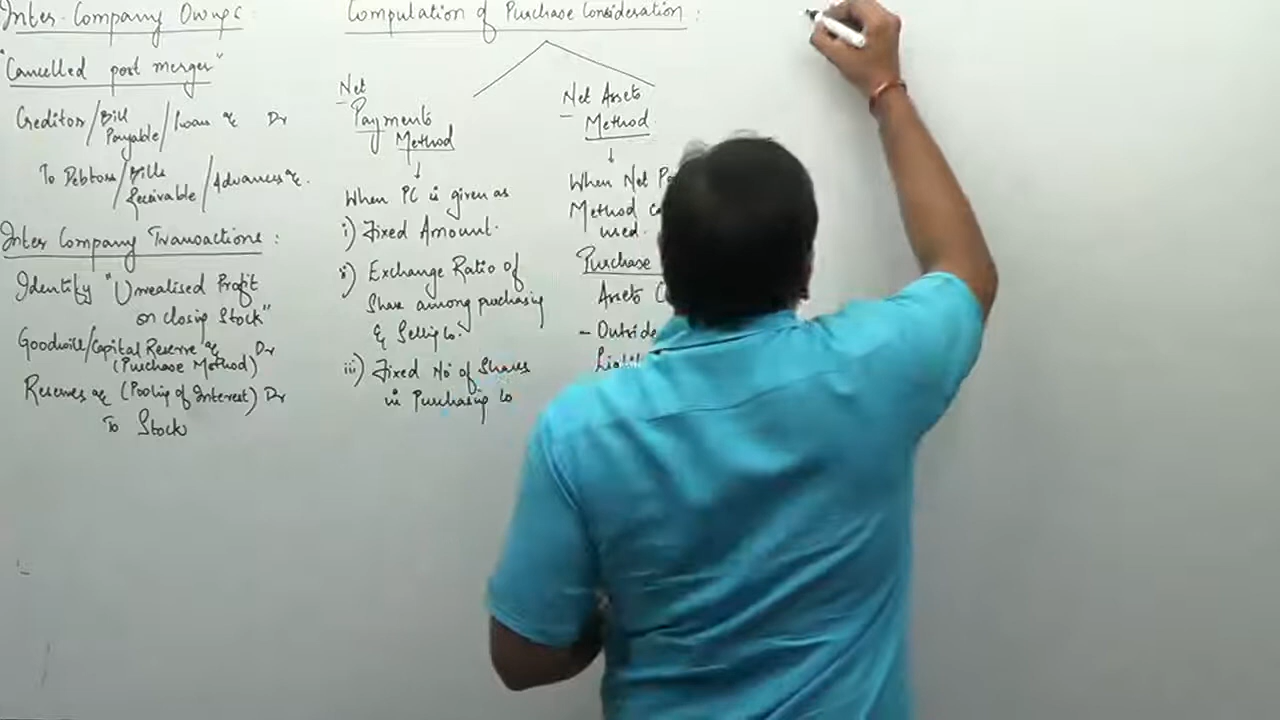 Inter Company Owings
"Cancelled post merger"
Creditor/Bill Payable/Loan a/c Dr
To Debtors/Bills Receivable/Advances a/c.
Inter Company Transactions:
Identify "Unrealised Profit
on closing Stock"
Goodwill/Capital Reserve a/c Dr
(Purchase Method)
Reserves a/c (Pooling of Interest) Dr
To Stock
Computation of Purchase Consideration:
Net
Payments
Method
When PC is given as
i) Fixed Amount.
ii) Exchange Ratio of
Share among purchasing
& Selling Co.
iii) Fixed No of Shares
in Purchasing Co
Net Assets
Method
When Net
Method
used.
Purchase
Assets
- Outside